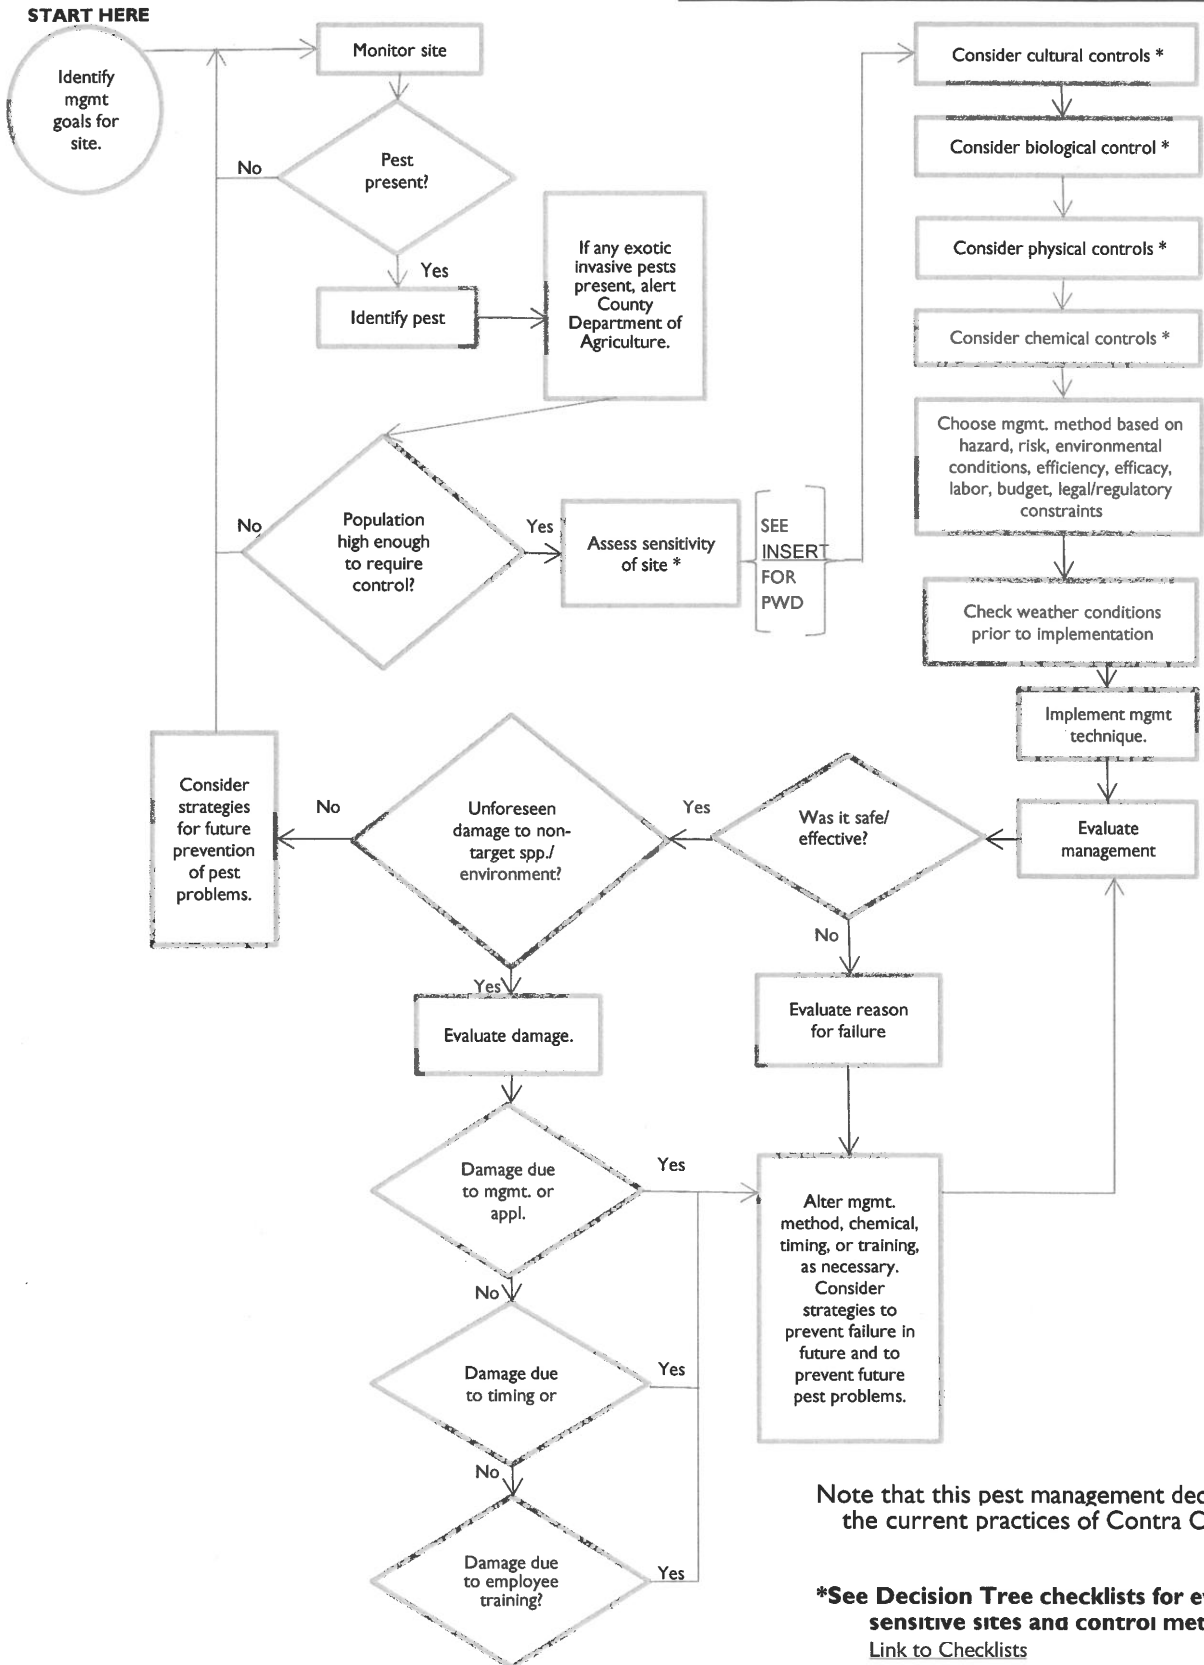 START HERE
Identify
mgmt
goals for
site.
Monitor site
Pest
present?
No
Yes
Identify pest
If any exotic
invasive pests
present, alert
County
Department of
Agriculture.
Population
high enough
to require
control?
No
Yes
Assess sensitivity
of site *
SEE
INSERT
FOR
PWD
Consider cultural controls *
Consider biological control *
Consider physical controls *
Consider chemical controls *
Choose mgmt. method based on
hazard, risk, environmental
conditions, efficiency, efficacy,
labor, budget, legal/regulatory
constraints
Check weather conditions
prior to implementation
Implement mgmt
technique.
Evaluate
management
Was it safe/
effective?
Yes
No
Unforeseen
damage to non-
target spp./
environment?
No
Yes
Consider
strategies
for future
prevention
of pest
problems.
Evaluate damage.
Evaluate reason
for failure
Damage due
to mgmt. or
appl.
Yes
No
Damage due
to timing or
Yes
No
Damage due
to employee
training?
Yes
Alter mgmt.
method, chemical,
timing, or training,
as necessary.
Consider
strategies to
prevent failure in
future and to
prevent future
pest problems.
Note that this pest management dec
the current practices of Contra C
*See Decision Tree checklists for e
sensitive sites and control met
Link to Checklists